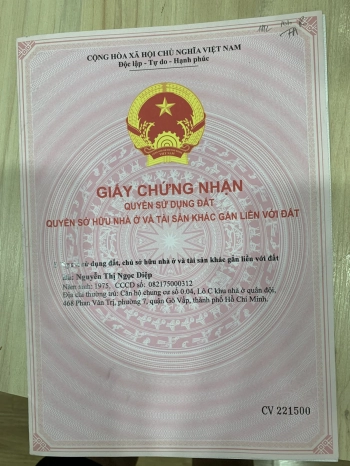 CỘNG HÒA XÃ HỘI CHỦ NGHĨA VIỆT NAM
Độc lập - Tự do - Hạnh phúc
GIẤY CHỨNG NHẬN
QUYỀN SỬ DỤNG ĐẤT
QUYỀN SỞ HỮU NHÀ Ở VÀ TÀI SẢN KHÁC GẮN LIỀN VỚI ĐẤT
sử dụng đất, chủ sở hữu nhà ở và tài sản khác gắn liền với đất
Nguyễn Thị Ngọc Diệp
Năm sinh: 1975, CCCD số: 082175000312
Địa chỉ thường trú: Căn hộ chung cư số 0.04, Lô C khu nhà ở quân đội,
468 Phan Văn Trị, phường 7, quận Gò Vấp, thành phố Hồ Chí Minh.
CV 221500